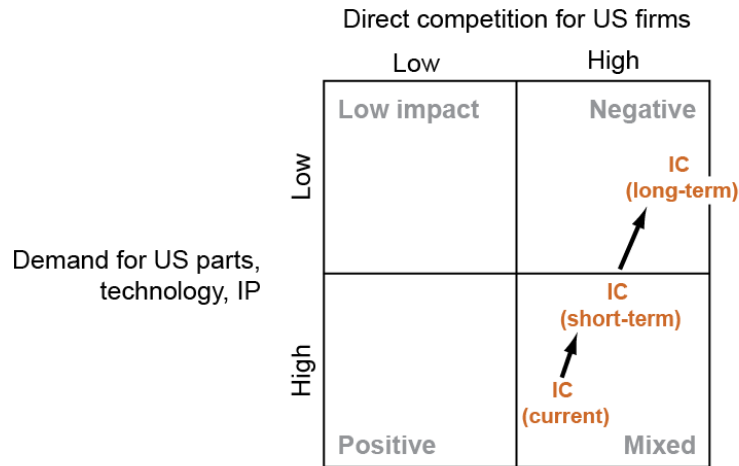 Direct competition for US firms
Low
High
Low impact
Negative
Low
IC
(long-term)
Demand for US parts,
technology, IP
IC
(short-term)
High
IC
(current)
Positive
Mixed